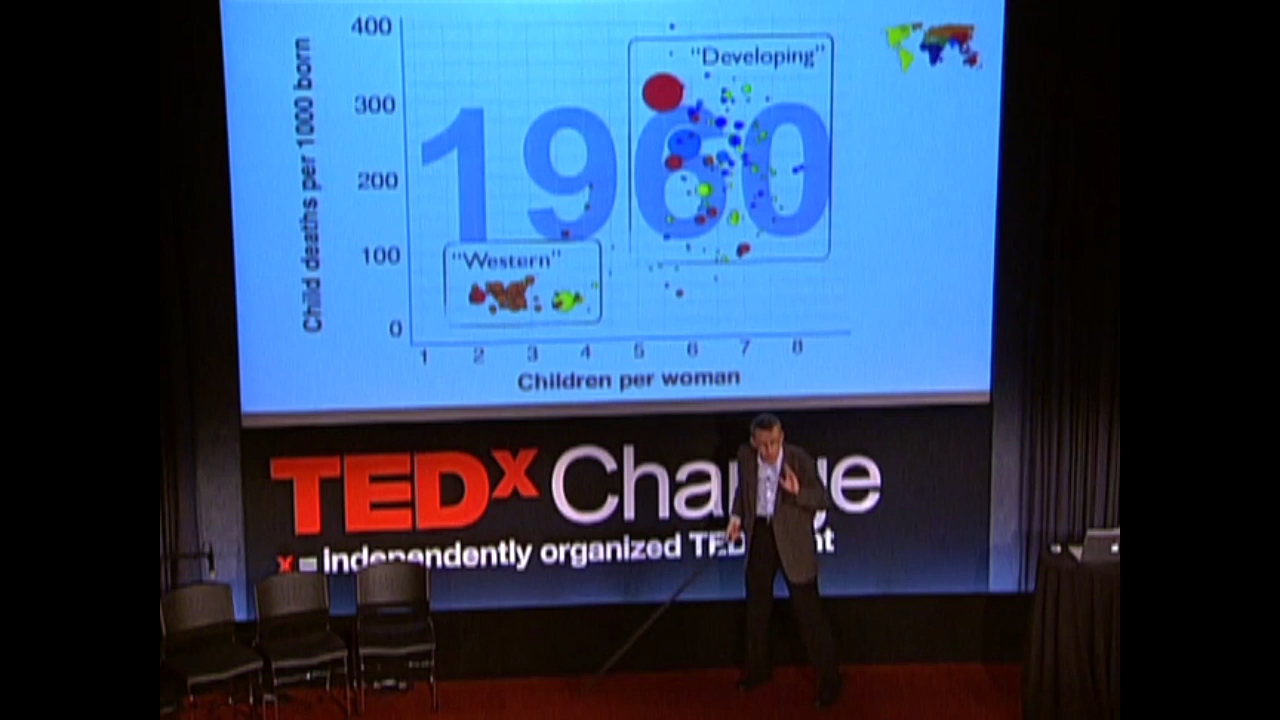 400
300
200
100
0
Child deaths per 1000 born
1960
"Developing"
"Western"
1 2 3 4 5 6 7 8
Children per woman
TEDx Change
x = independently organized TED